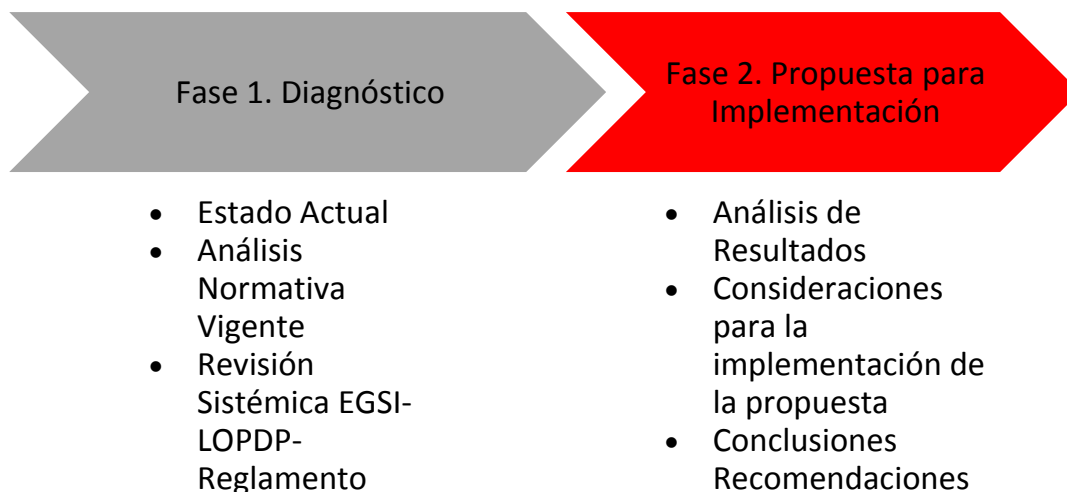 Fase 1. Diagnóstico
Fase 2. Propuesta para
Implementación
• Estado Actual
• Análisis
Normativa
Vigente
• Revisión
Sistémica EGSI-
LOPDP-
Reglamento
• Análisis de
Resultados
• Consideraciones
para la
implementación de
la propuesta
• Conclusiones
Recomendaciones